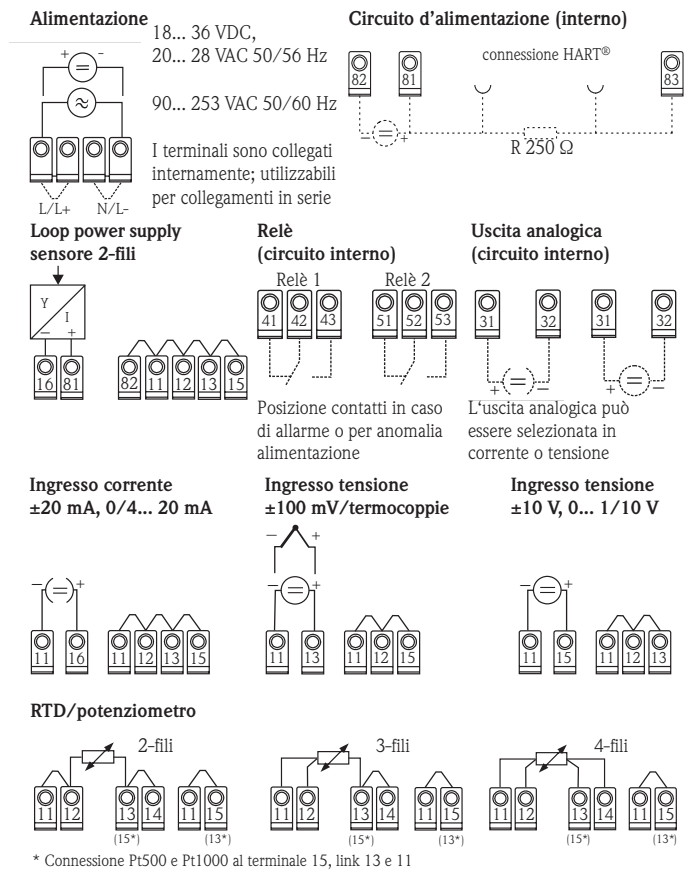 Alimentazione
18... 36 VDC,
20... 28 VAC 50/56 Hz
90... 253 VAC 50/60 Hz
I terminali sono collegati
internamente; utilizzabili
per collegamenti in serie
+ -
L/L+ N/L-
Circuito d'alimentazione (interno)
connessione HART®
82 81 83
- +
R 250 Ω
Loop power supply
sensore 2-fili
Y
I
- +
16 81 82 11 12 13 15
Relè
(circuito interno)
Relè 1 Relè 2
41 42 43 51 52 53
Posizione contatti in caso
di allarme o per anomalia
alimentazione
Uscita analogica
(circuito interno)
31 32 31 32
+ - + -
L'uscita analogica può
essere selezionata in
corrente o tensione
Ingresso corrente
±20 mA, 0/4... 20 mA
- +
11 16 11 12 13 15
Ingresso tensione
±100 mV/termocoppie
- +
- +
11 13 11 12 15
Ingresso tensione
±10 V, 0... 1/10 V
- +
11 15 11 12 13
RTD/potenziometro
2-fili 3-fili 4-fili
11 12 13 14 11 15 11 12 13 14 11 15 11 12 13 14 11 15
(15*) (13*) (15*) (13*) (15*) (13*)
* Connessione Pt500 e Pt1000 al terminale 15, link 13 e 11